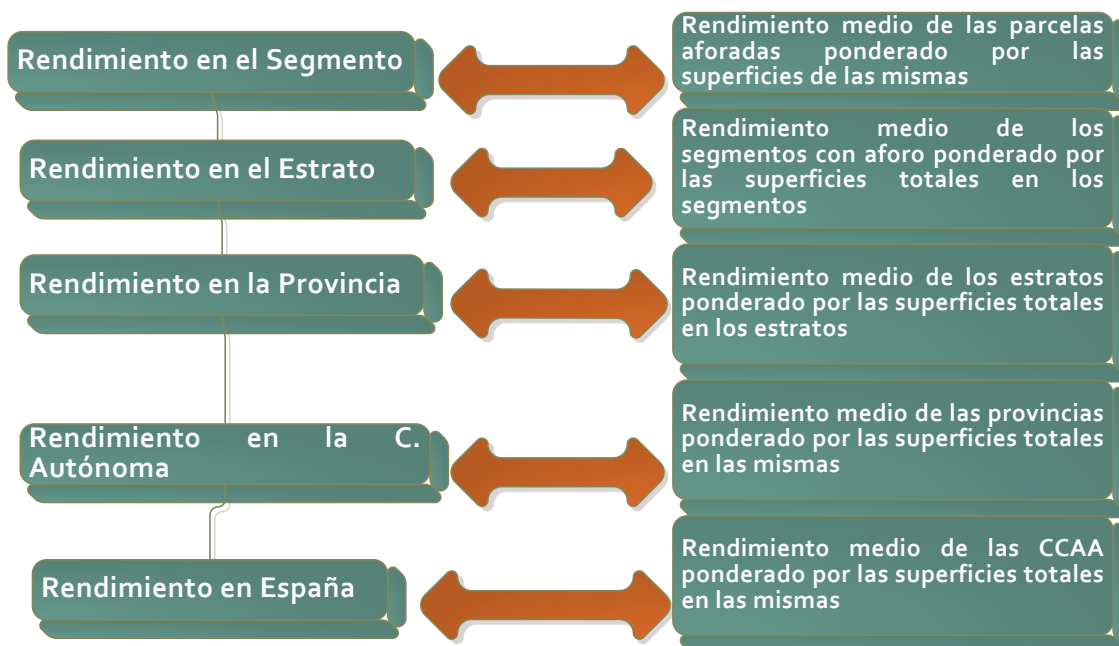 Rendimiento en el Segmento
Rendimiento medio de las parcelas
aforadas ponderado por las
superficies de las mismas
Rendimiento en el Estrato
Rendimiento medio de los
segmentos con aforo ponderado por
las superficies totales en los
segmentos
Rendimiento en la Provincia
Rendimiento medio de los estratos
ponderado por las superficies totales
en los estratos
Rendimiento en la C.
Autónoma
Rendimiento medio de las provincias
ponderado por las superficies totales
en las mismas
Rendimiento en España
Rendimiento medio de las CCAA
ponderado por las superficies totales
en las mismas